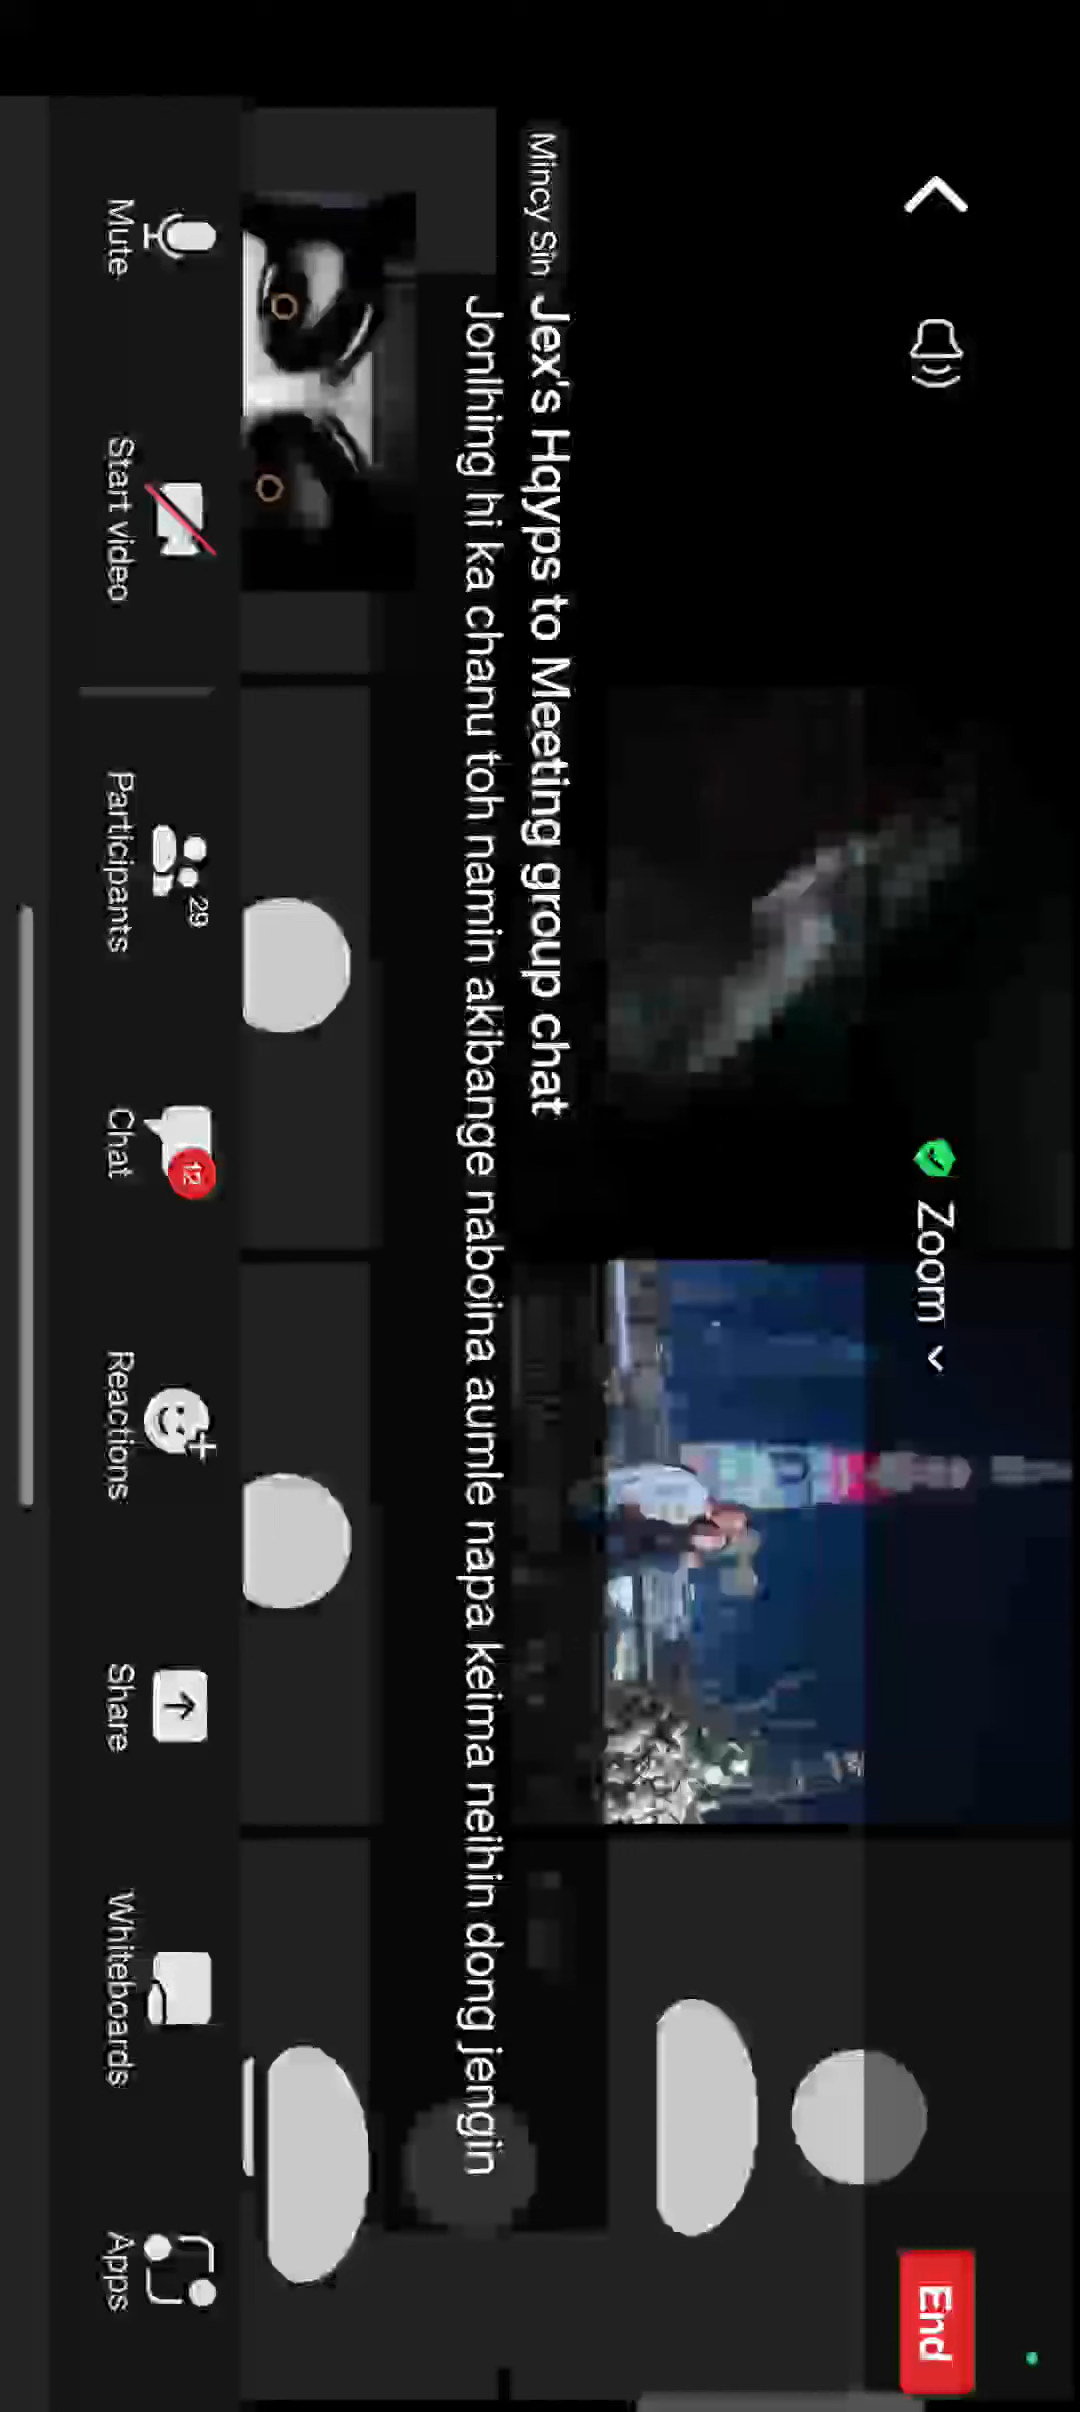 Zoom
End
Mincy Sin
Jex's Hqyps to Meeting group chat
Jonlhing hi ka chanu toh namin akibange naboina aumle napa keima neihin dong jengin
Mute
Start video
Participants
29
Chat
12
Reactions
Share
Whiteboards
Apps